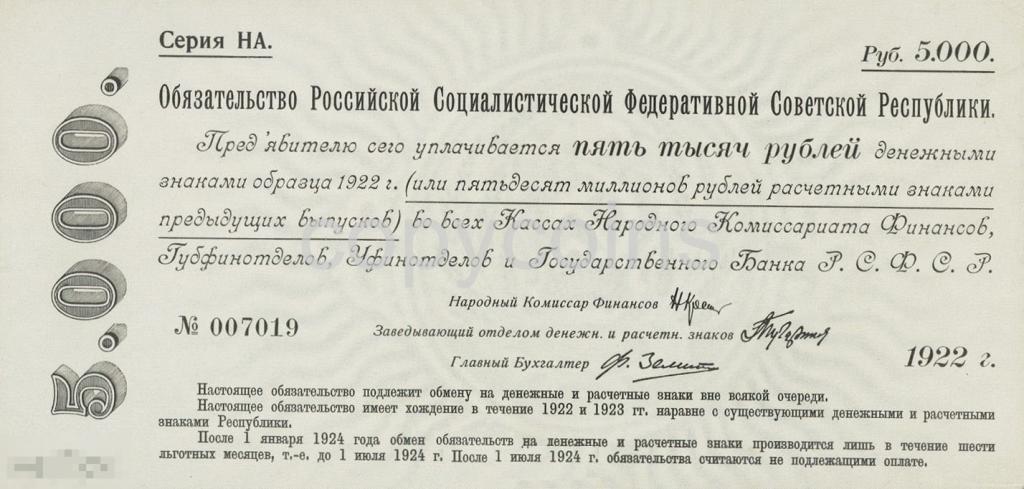 Серия НА.
Руб. 5.000.
Обязательство Российской Социалистической Федеративной Советской Республики.
Пред'явителю сего уплачивается пять тысяч рублей денежными
знаками образца 1922 г. (или пятьдесят миллионов рублей расчетными знаками
предыдущих выпусков) во всех Кассах Народного Комиссариата Финансов,
Губфинотделов, Уфинотделов и Государственного Банка Р. С. Ф. С. Р.
copycoins
Народный Комиссар Финансов
№ 007019
Заведывающий отделом денежн. и расчетн. знаков
Главный Бухгалтер
1922 г.
5.000.
Настоящее обязательство подлежит обмену на денежные и расчетные знаки вне всякой очереди.
Настоящее обязательство имеет хождение в течение 1922 и 1923 гг. наравне с существующими денежными и расчетными
знаками Республики.
После 1 января 1924 года обмен обязательств на денежные и расчетные знаки производится лишь в течение шести
льготных месяцев, т.-е. до 1 июля 1924 г. После 1 июля 1924 г. обязательства считаются не подлежащими оплате.